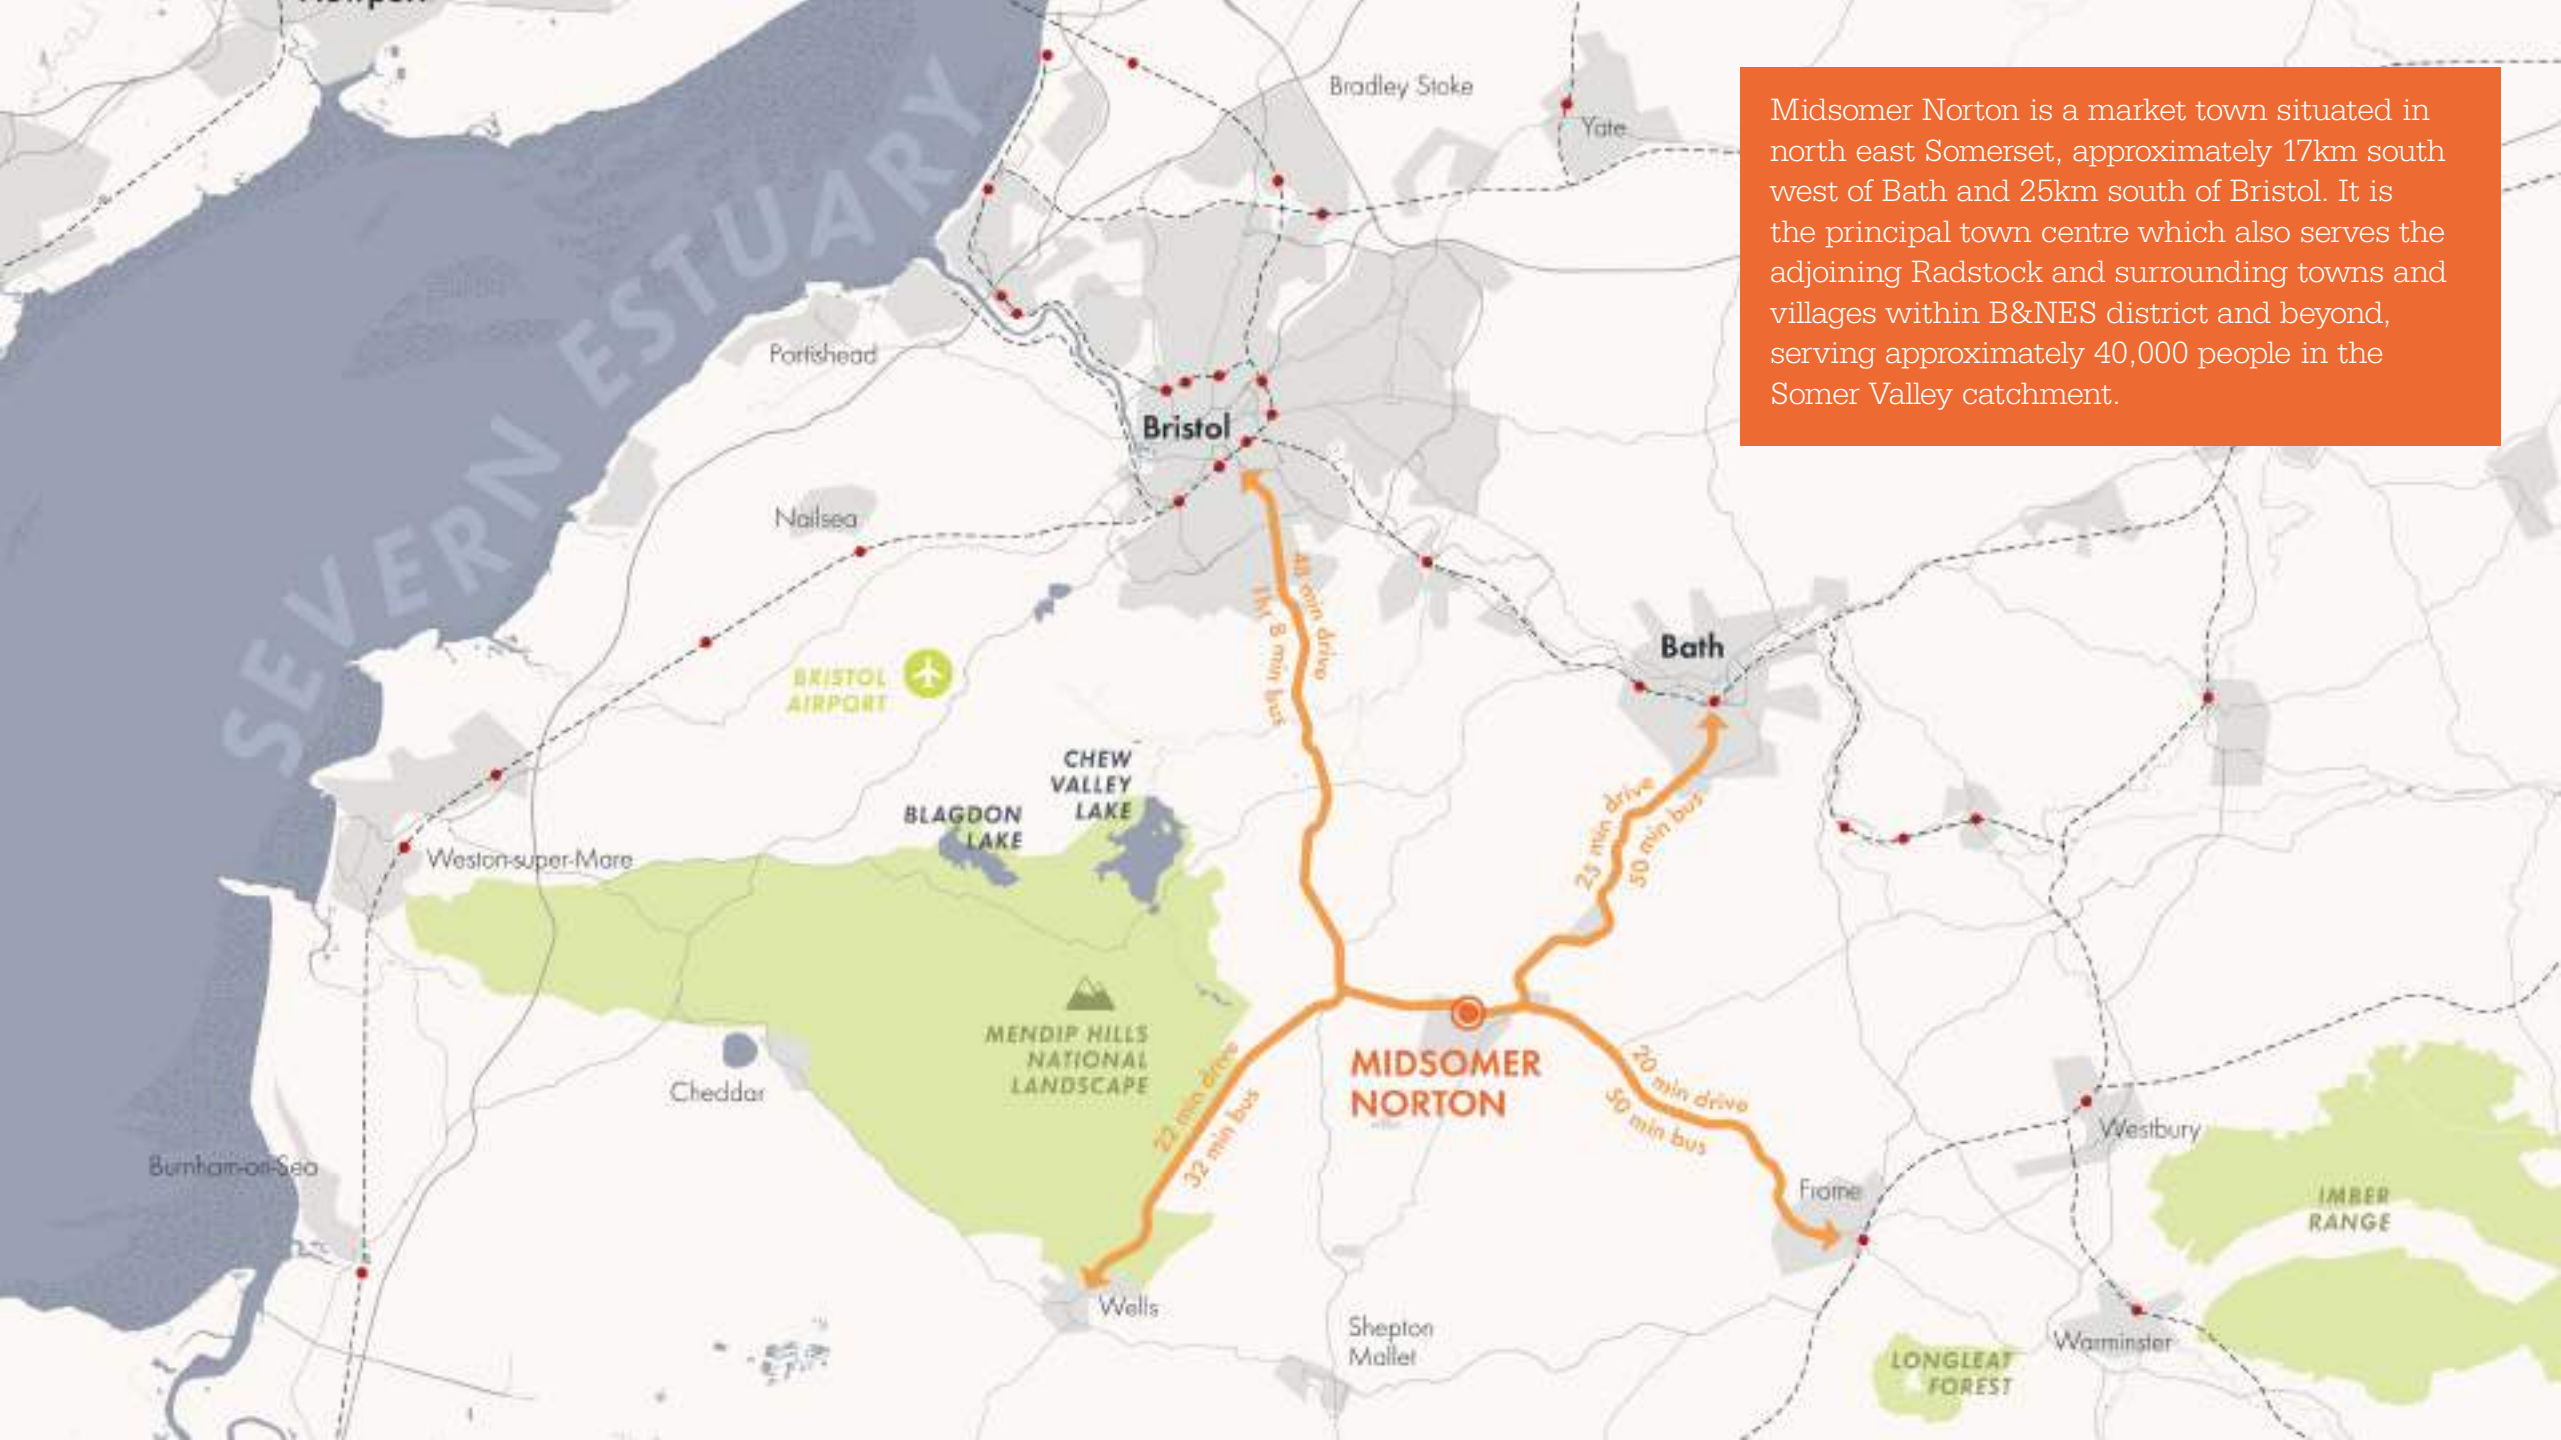 Bradley Stoke
Yate
Midsomer Norton is a market town situated in
north east Somerset, approximately 17km south
west of Bath and 25km south of Bristol. It is
the principal town centre which also serves the
adjoining Radstock and surrounding towns and
villages within B&NES district and beyond,
serving approximately 40,000 people in the
Somer Valley catchment.
SEVERN ESTUARY
Portishead
Bristol
Nailsea
48 min drive
1hr 8 min bus
Bath
BRISTOL
AIRPORT
CHEW
VALLEY
LAKE
BLAGDON
LAKE
25 min drive
50 min bus
Weston-super-Mare
MENDIP HILLS
NATIONAL
LANDSCAPE
Cheddar
22 min drive
32 min bus
MIDSOMER
NORTON
20 min drive
50 min bus
Westbury
Burnham-on-Sea
Frome
IMBER
RANGE
Wells
Shepton
Mallet
Warminster
LONGLEAT
FOREST